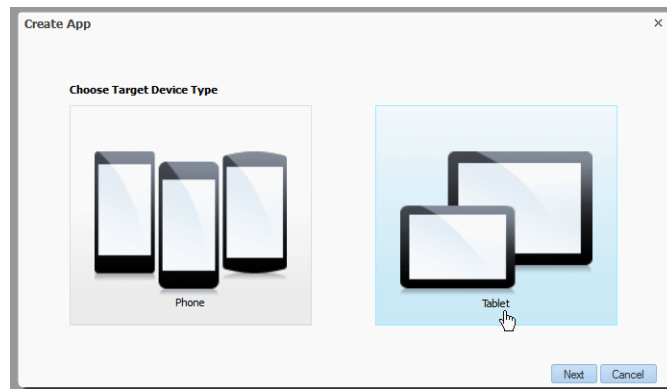 Create App
Choose Target Device Type
Phone
Tablet
Next Cancel